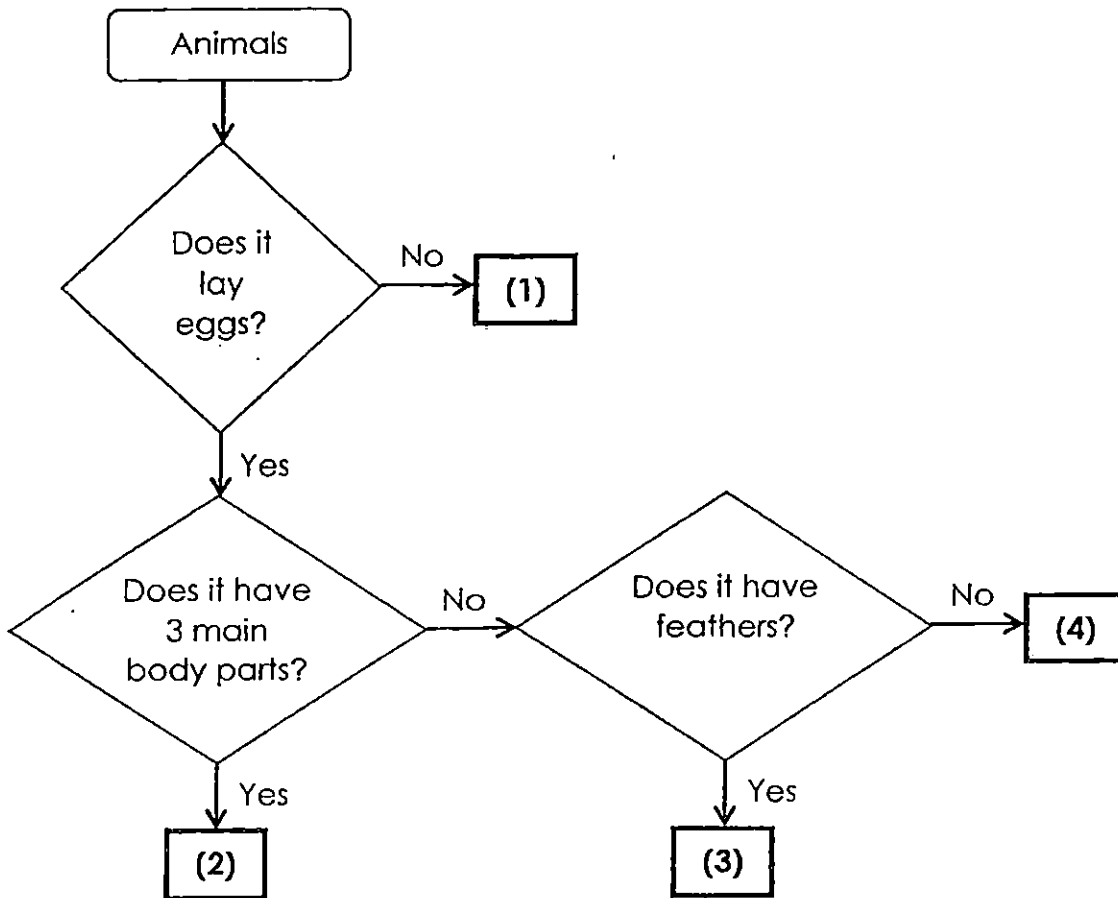 Animals
Does it
lay
eggs?
No
(1)
Yes
Does it have
3 main
body parts?
No
Does it have
feathers?
No
(4)
Yes
(2)
Yes
(3)